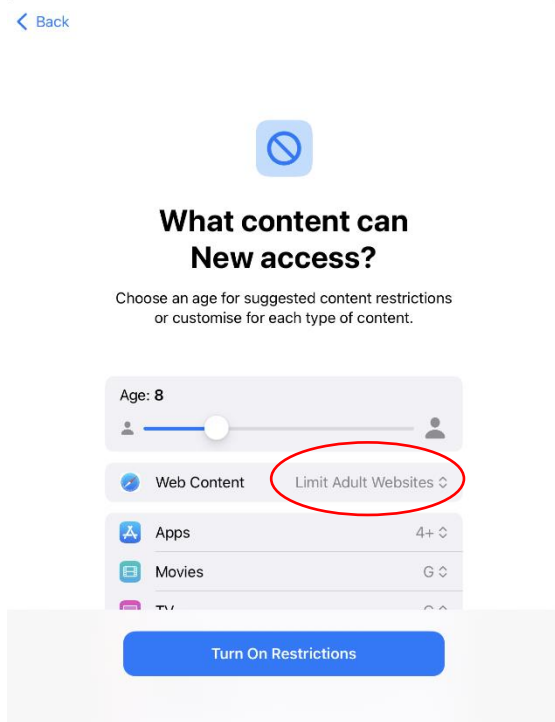 Back
What content can
New access?
Choose an age for suggested content restrictions
or customise for each type of content.
Age: 8
Web Content Limit Adult Websites
Apps 4+
Movies G
TV
Turn On Restrictions